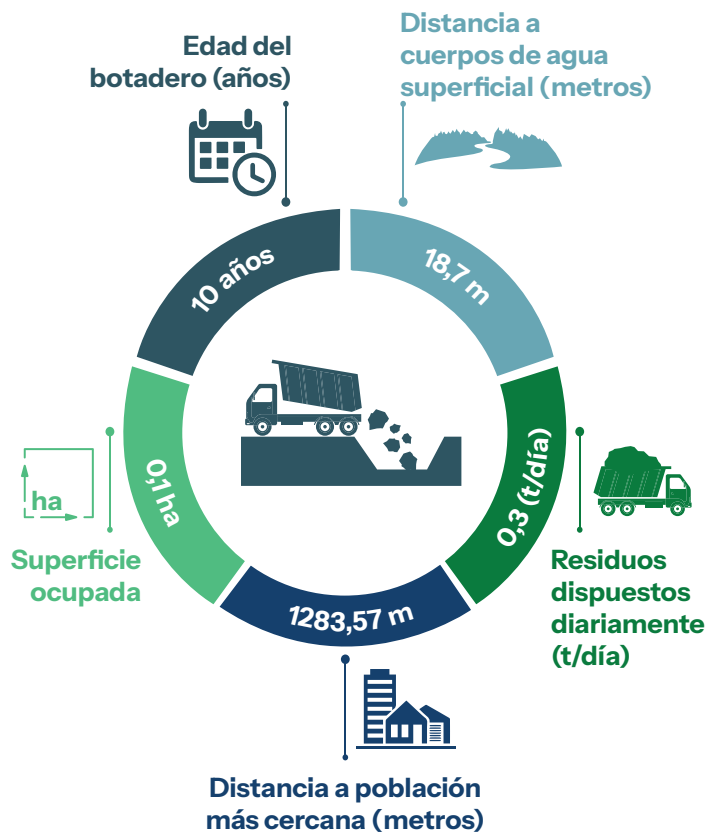 Edad del
botadero (años)
Distancia a
cuerpos de agua
superficial (metros)
10 años
18,7 m
0,1 ha
0,3 (t/día)
1283,57 m
ha
Superficie
ocupada
Residuos
dispuestos
diariamente
(t/día)
Distancia a población
más cercana (metros)